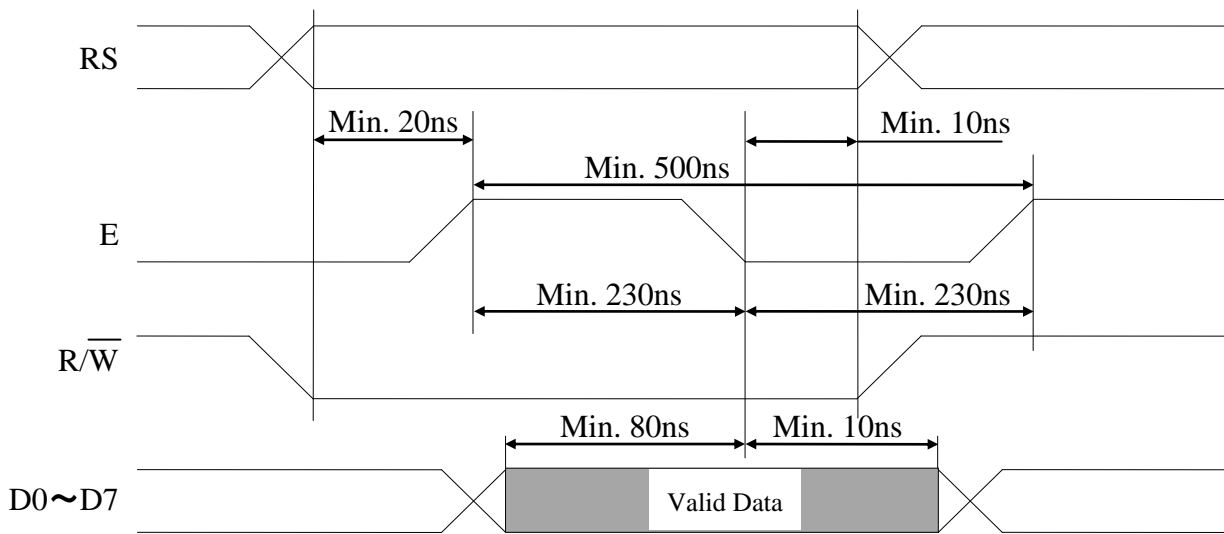 RS
Min. 20ns
Min. 10ns
Min. 500ns
E
Min. 230ns
Min. 230ns
R/W̅
Min. 80ns
Min. 10ns
D0～D7
Valid Data